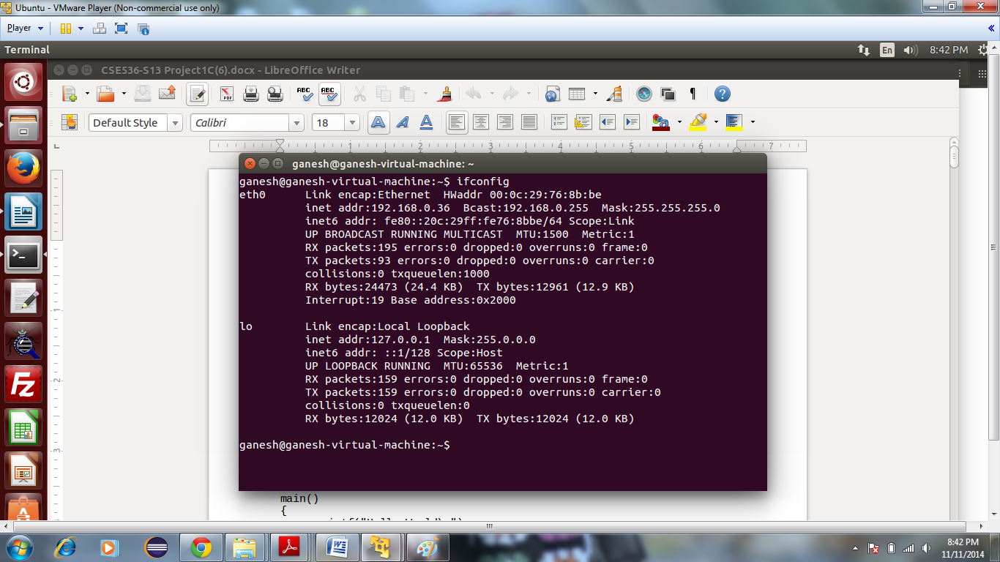 Ubuntu - VMware Player (Non-commercial use only)
Player
Terminal
En
8:42 PM
CSE536-S13 Project1C(6).docx - LibreOffice Writer
PDF
ABC
ABC
Default Style
Calibri
18
1 2 3 4 5 6 7
ganesh@ganesh-virtual-machine: ~
ganesh@ganesh-virtual-machine:~$ ifconfig
eth0 Link encap:Ethernet HWaddr 00:0c:29:76:8b:be
inet addr:192.168.0.36 Bcast:192.168.0.255 Mask:255.255.255.0
inet6 addr: fe80::20c:29ff:fe76:8bbe/64 Scope:Link
UP BROADCAST RUNNING MULTICAST MTU:1500 Metric:1
RX packets:195 errors:0 dropped:0 overruns:0 frame:0
TX packets:93 errors:0 dropped:0 overruns:0 carrier:0
collisions:0 txqueuelen:1000
RX bytes:24473 (24.4 KB) TX bytes:12961 (12.9 KB)
Interrupt:19 Base address:0x2000
lo Link encap:Local Loopback
inet addr:127.0.0.1 Mask:255.0.0.0
inet6 addr: ::1/128 Scope:Host
UP LOOPBACK RUNNING MTU:65536 Metric:1
RX packets:159 errors:0 dropped:0 overruns:0 frame:0
TX packets:159 errors:0 dropped:0 overruns:0 carrier:0
collisions:0 txqueuelen:0
RX bytes:12024 (12.0 KB) TX bytes:12024 (12.0 KB)
ganesh@ganesh-virtual-machine:~$
1
2
3
Fz
main()
{
8:42 PM
11/11/2014